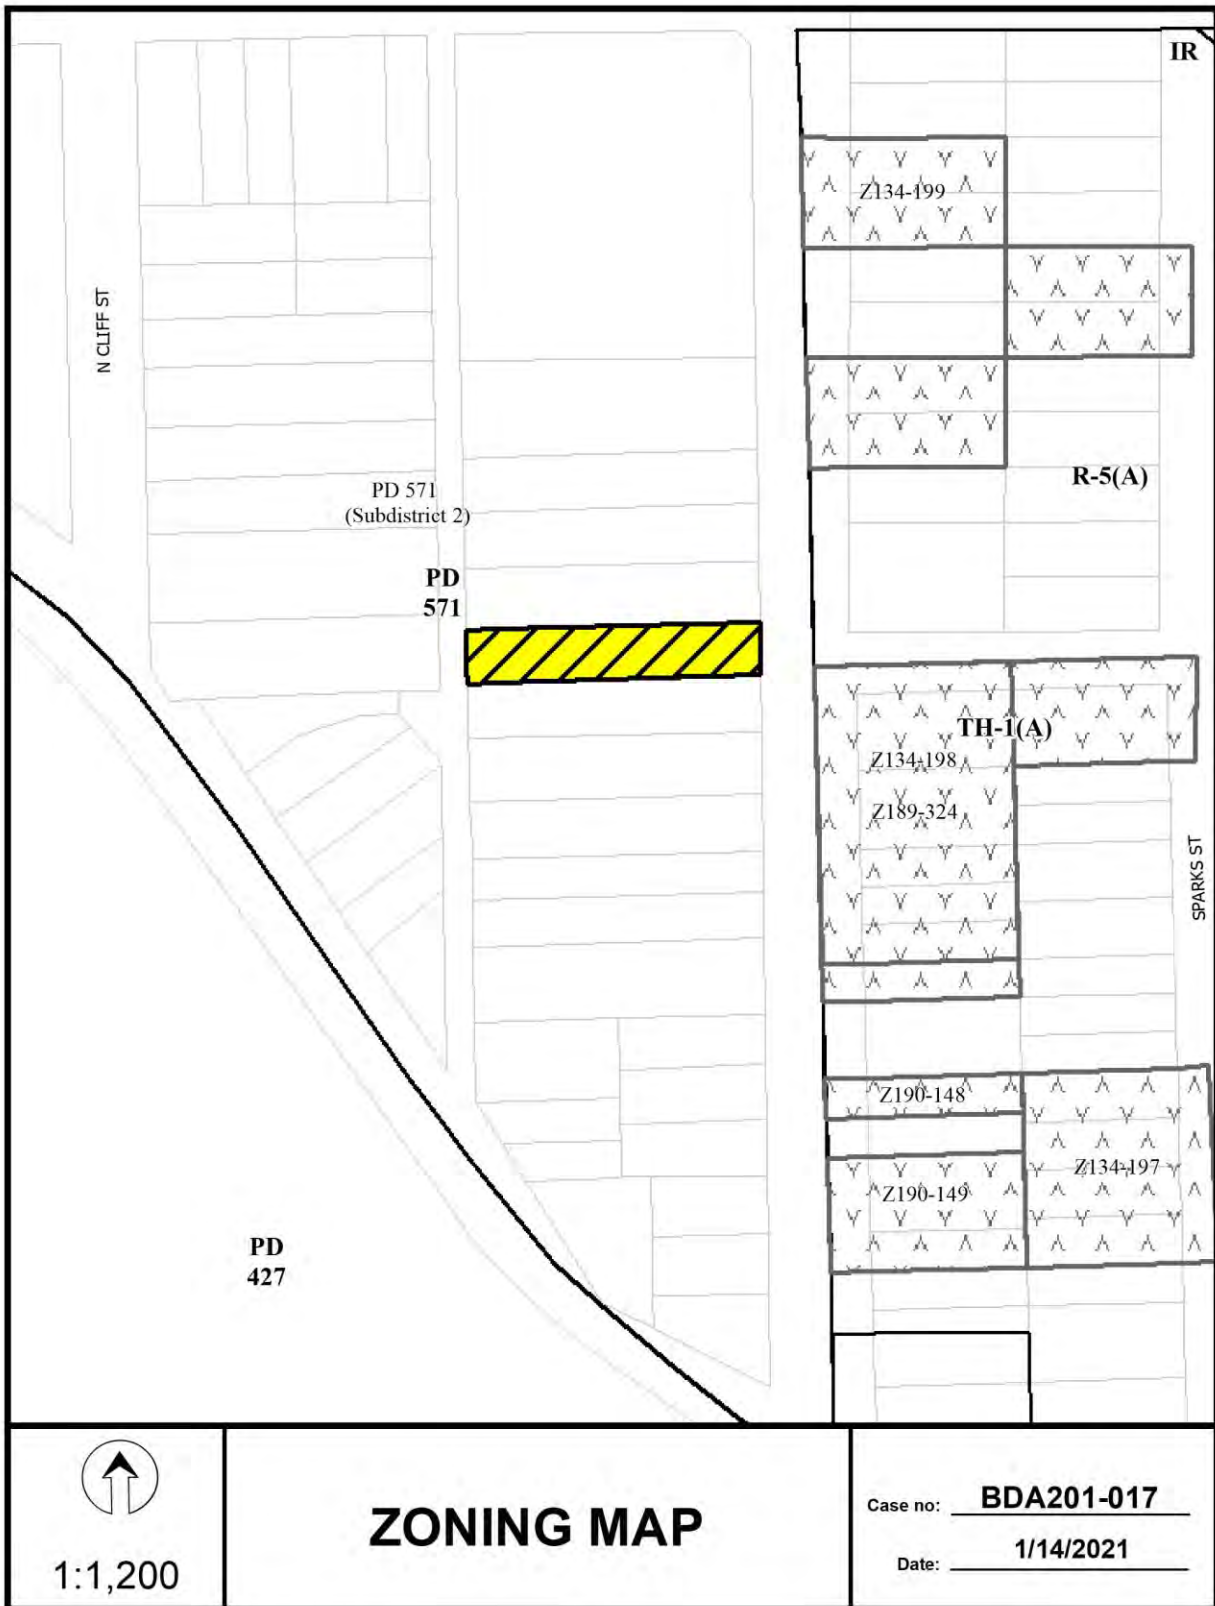 IR
Z134-199
N CLIFF ST
R-5(A)
PD 571
(Subdistrict 2)
PD
571
TH-1(A)
Z134-198
Z189-324
SPARKS ST
Z190-148
Z134-197
Z190-149
PD
427
1:1,200
ZONING MAP
Case no: BDA201-017
Date: 1/14/2021